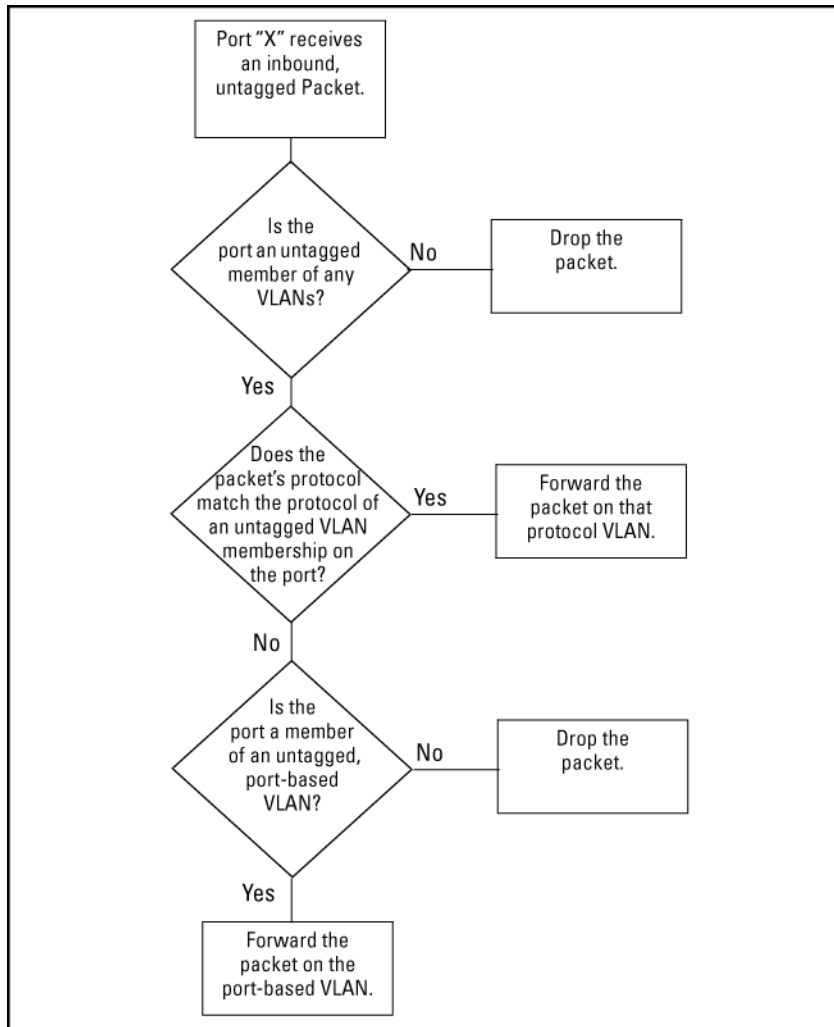 Port “X” receives
an inbound,
untagged Packet.
Is the
port an untagged
member of any
VLANs?
No
Drop the
packet.
Yes
Does the
packet’s protocol
match the protocol of
an untagged VLAN
membership on
the port?
Yes
Forward the
packet on that
protocol VLAN.
No
Is the
port a member
of an untagged,
port-based
VLAN?
No
Drop the
packet.
Yes
Forward the
packet on the
port-based VLAN.